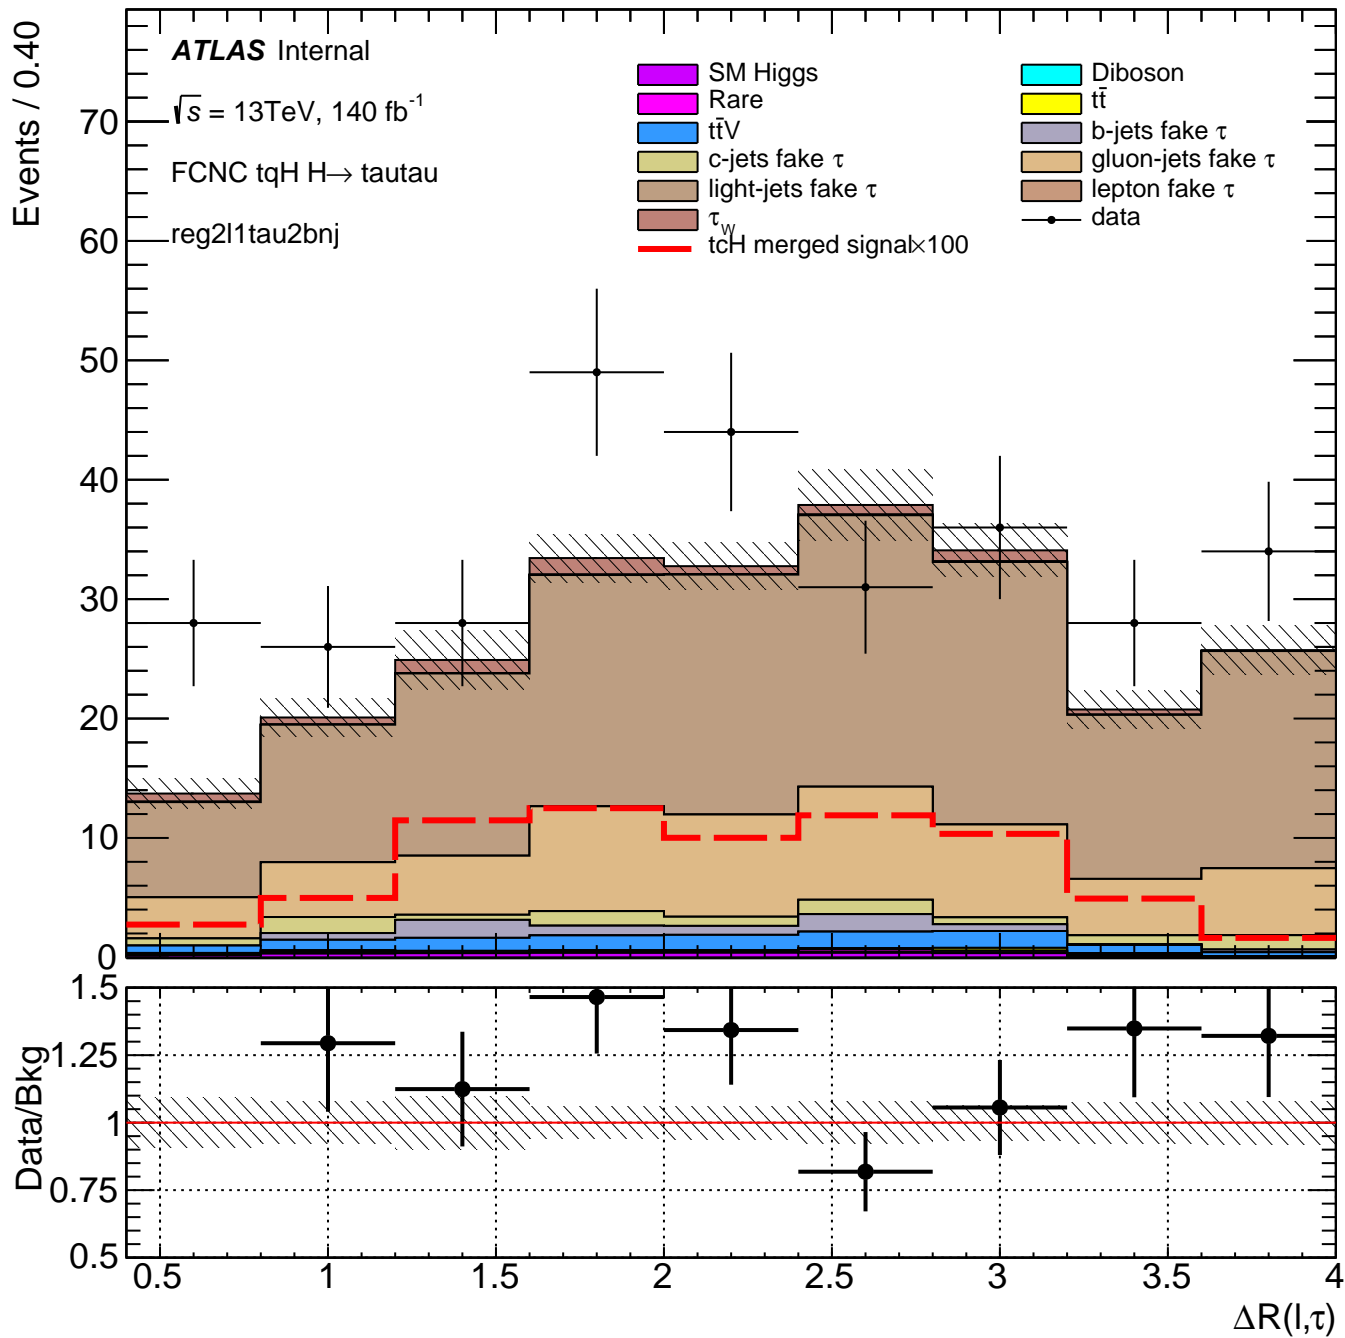 Events / 0.40
ATLAS Internal
√s = 13TeV, 140 fb⁻¹
FCNC tqH H→ tautau
reg2l1tau2bnj
SM Higgs
Rare
tt̄V
c-jets fake τ
light-jets fake τ
τ_W
tcH merged signal×100
Diboson
tt̄
b-jets fake τ
gluon-jets fake τ
lepton fake τ
data
70
60
50
40
30
20
10
0
Data/Bkg
1.5
1.25
1
0.75
0.5
0.5 1 1.5 2 2.5 3 3.5 4
ΔR(l,τ)